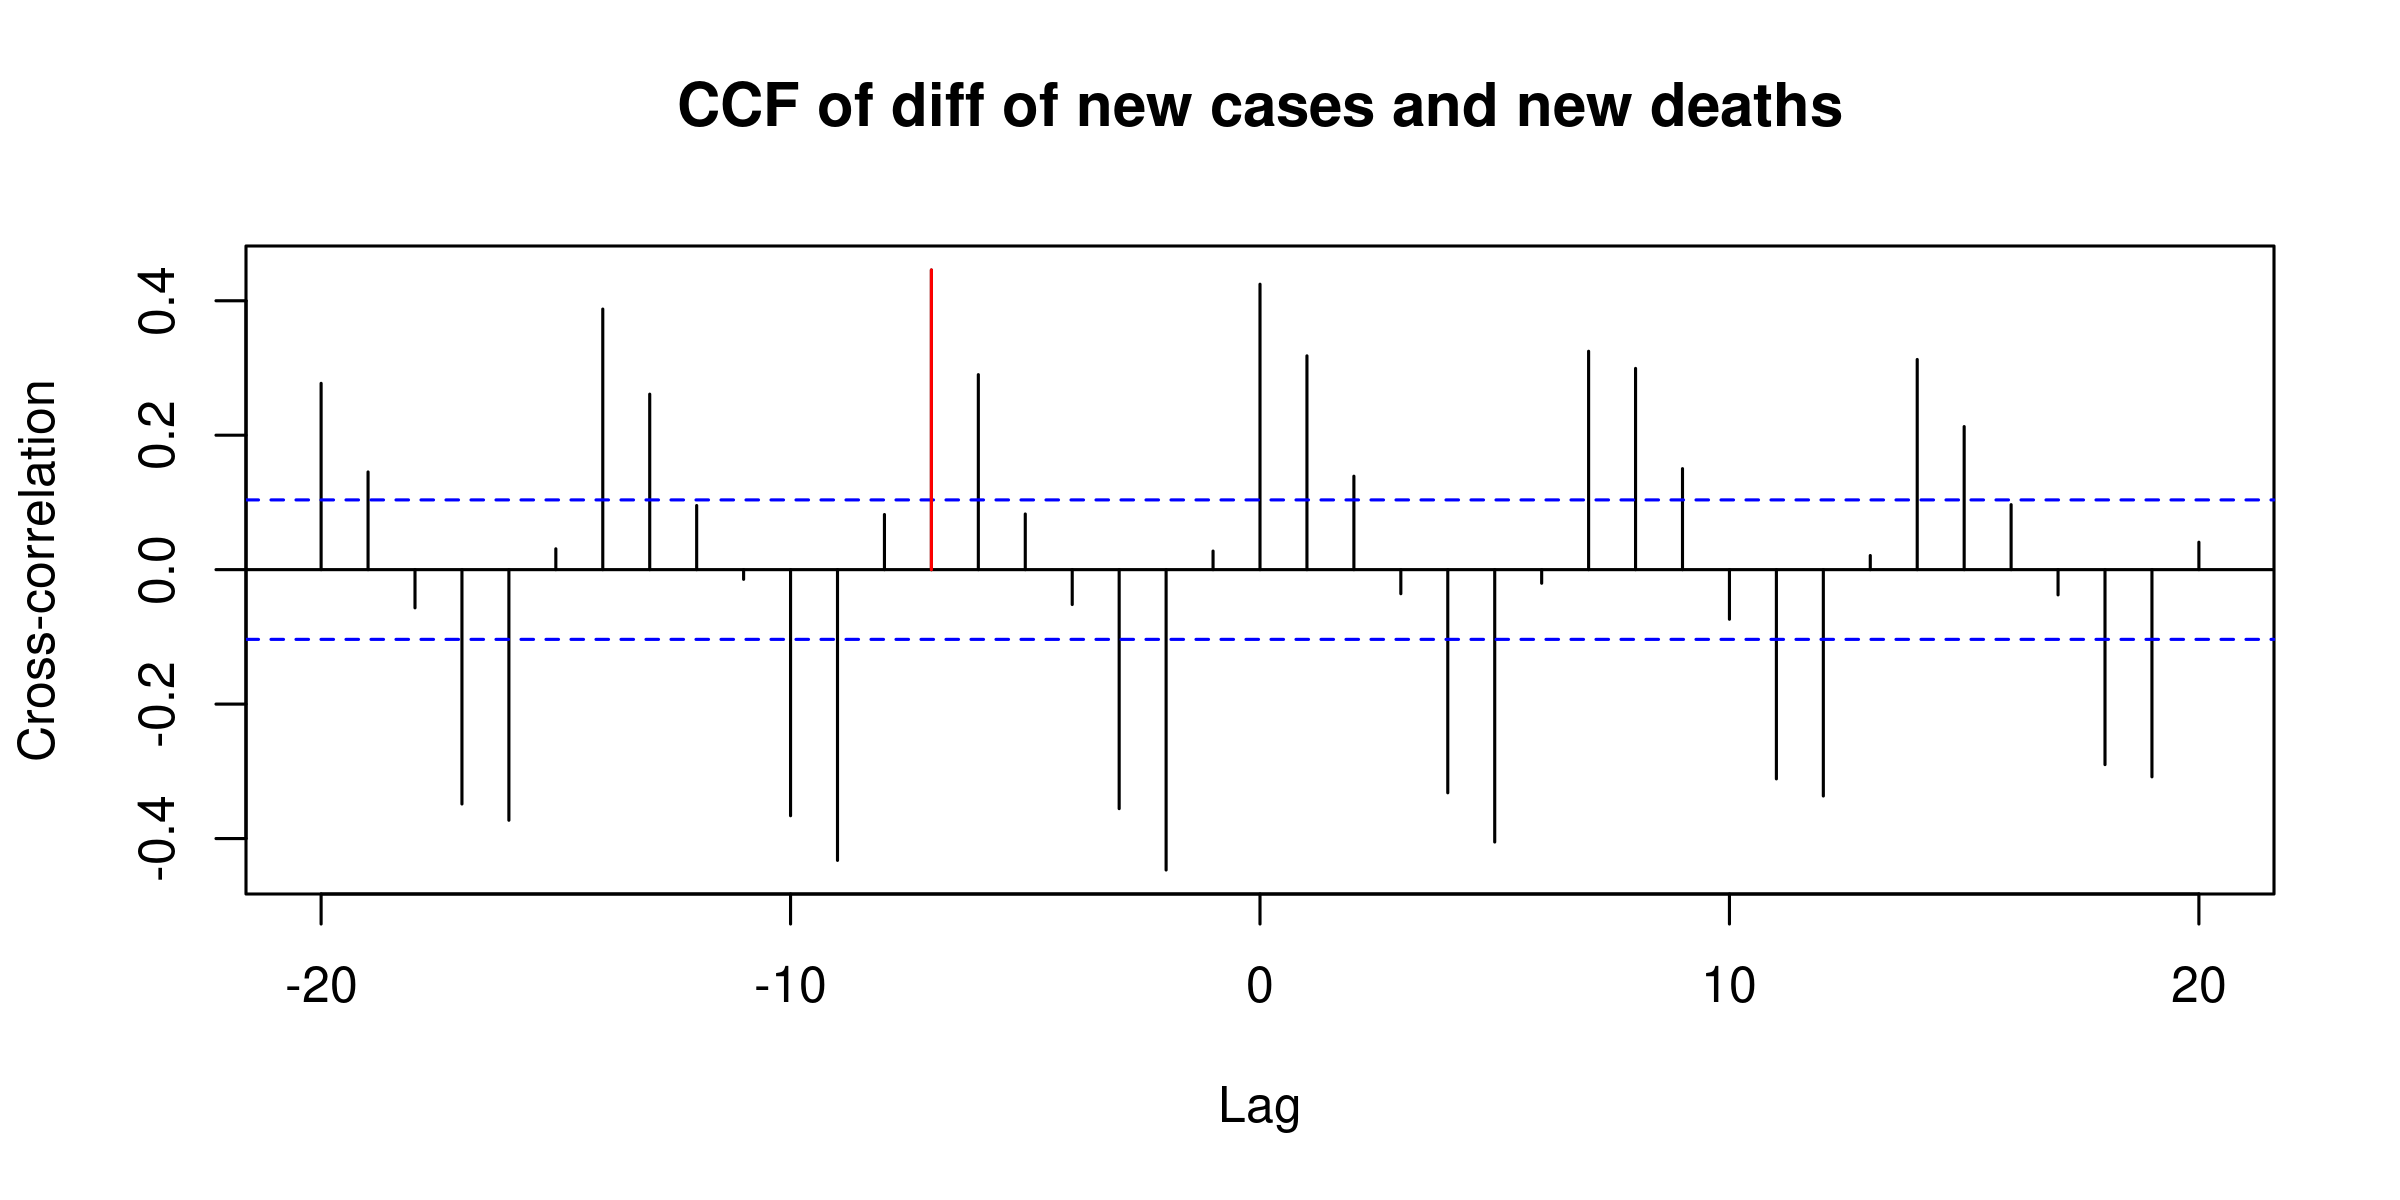 CCF of diff of new cases and new deaths
Cross-correlation
0.4
0.2
0.0
-0.2
-0.4
-20 -10 0 10 20
Lag